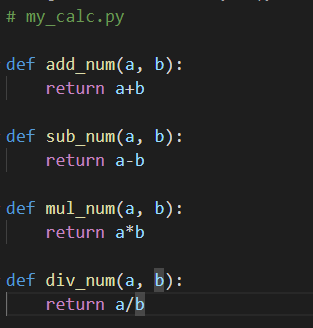 # my_calc.py
def add_num(a, b):
    return a+b
def sub_num(a, b):
    return a-b
def mul_num(a, b):
    return a*b
def div_num(a, b):
    return a/b